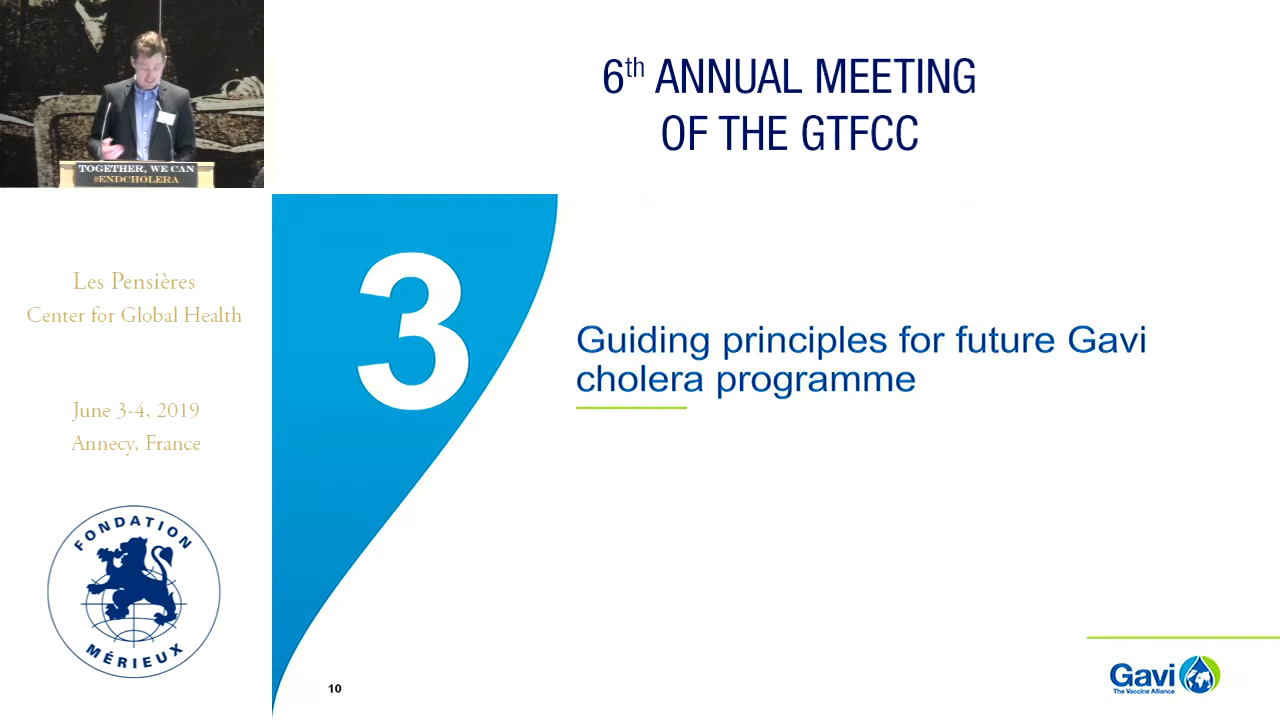 6th ANNUAL MEETING
OF THE GTFCC
TOGETHER, WE CAN
#ENDCHOLERA
Les Pensières
Center for Global Health
June 3-4, 2019
Annecy, France
FONDATION
MÉRIEUX
3
Guiding principles for future Gavi
cholera programme
10
Gavi
The Vaccine Alliance